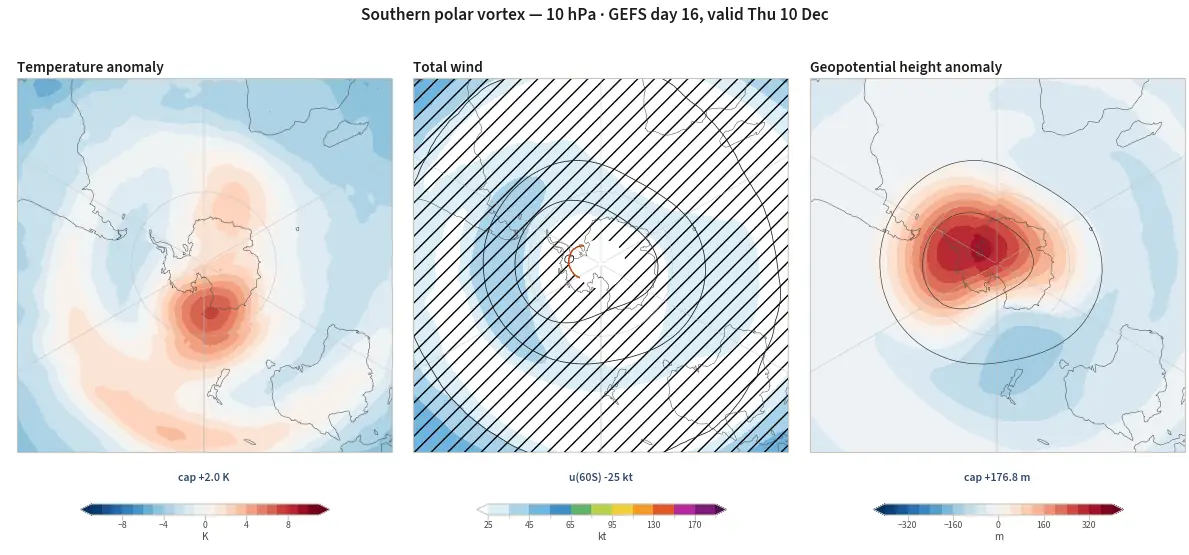 Southern polar vortex — 10 hPa · GEFS day 16, valid Thu 10 Dec
Temperature anomaly
Total wind
Geopotential height anomaly
cap +2.0 K
u(60S) -25 kt
cap +176.8 m
−8 −4 0 4 8
K
25 45 65 95 130 170
kt
−320 −160 0 160 320
m